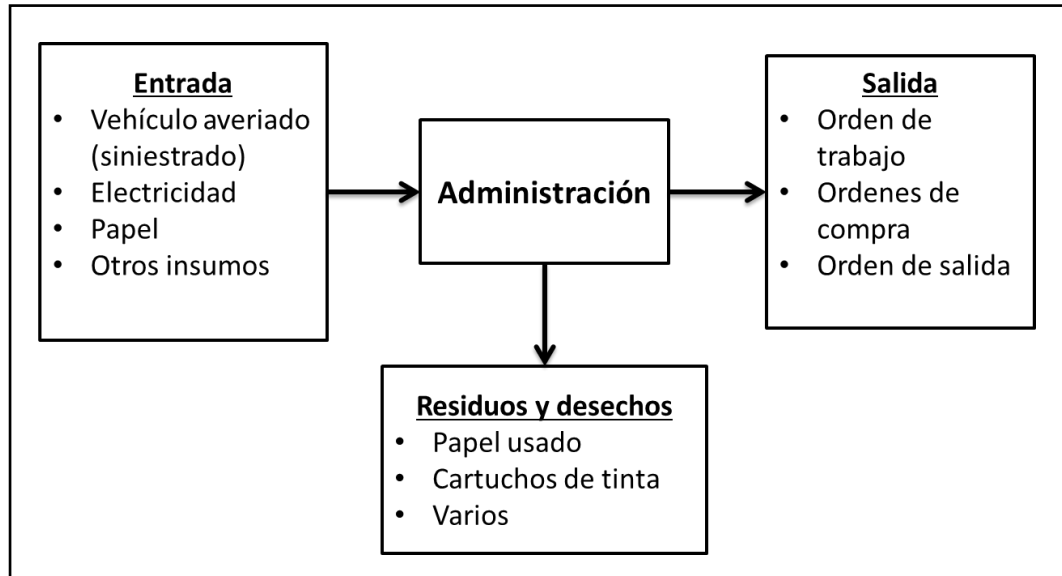 Entrada
• Vehículo averiado
(siniestrado)
• Electricidad
• Papel
• Otros insumos
Administración
Salida
• Orden de
trabajo
• Ordenes de
compra
• Orden de salida
Residuos y desechos
• Papel usado
• Cartuchos de tinta
• Varios